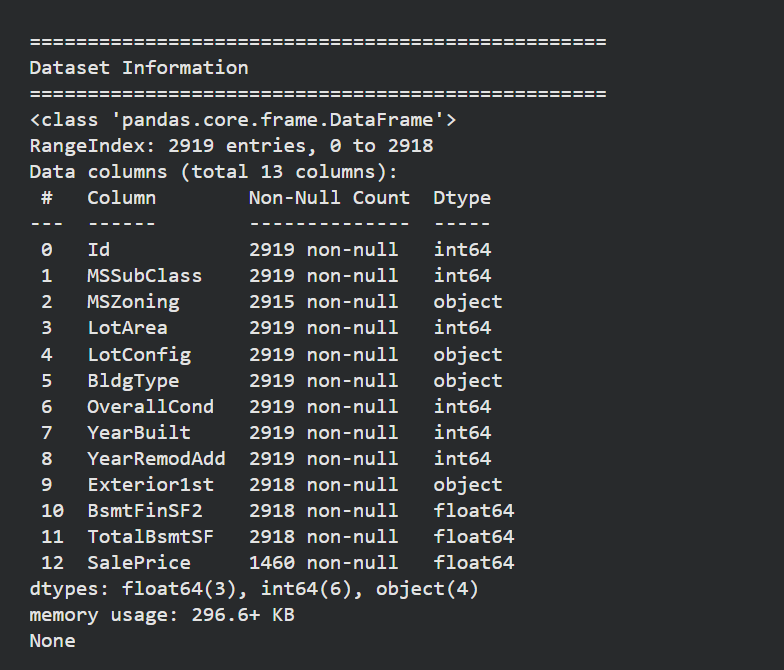 ==================================================
Dataset Information
==================================================
<class 'pandas.core.frame.DataFrame'>
RangeIndex: 2919 entries, 0 to 2918
Data columns (total 13 columns):
 #   Column        Non-Null Count  Dtype
---  ------        --------------  -----
 0   Id            2919 non-null   int64
 1   MSSubClass    2919 non-null   int64
 2   MSZoning      2915 non-null   object
 3   LotArea       2919 non-null   int64
 4   LotConfig     2919 non-null   object
 5   BldgType      2919 non-null   object
 6   OverallCond   2919 non-null   int64
 7   YearBuilt     2919 non-null   int64
 8   YearRemodAdd  2919 non-null   int64
 9   Exterior1st   2918 non-null   object
 10  BsmtFinSF2    2918 non-null   float64
 11  TotalBsmtSF   2918 non-null   float64
 12  SalePrice     1460 non-null   float64
dtypes: float64(3), int64(6), object(4)
memory usage: 296.6+ KB
None